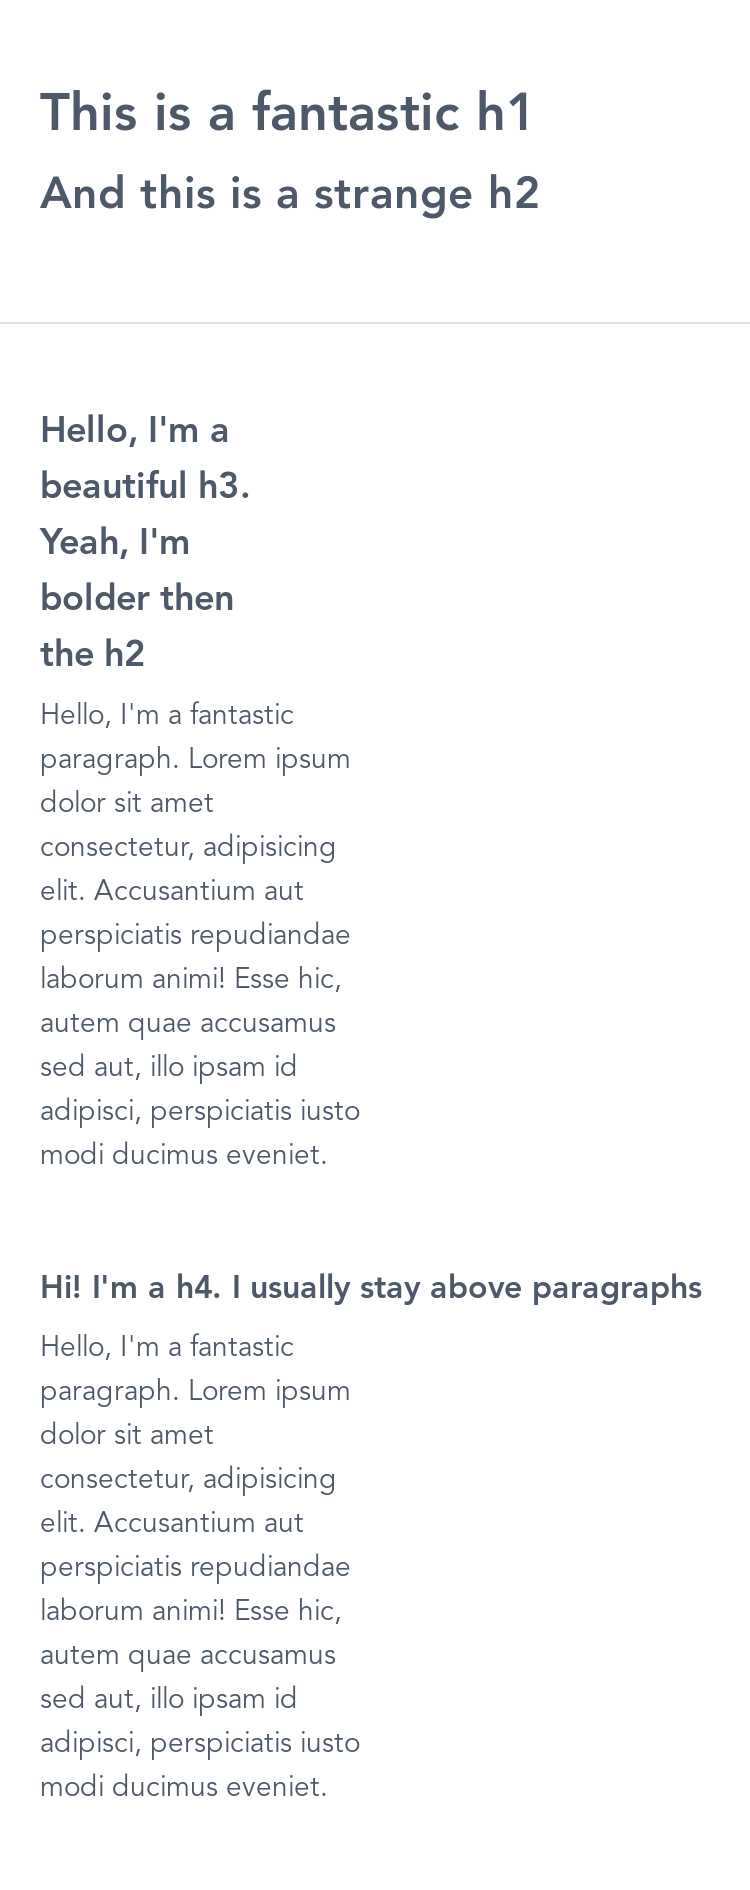 This is a fantastic h1
And this is a strange h2
Hello, I'm a
beautiful h3.
Yeah, I'm
bolder then
the h2
Hello, I'm a fantastic
paragraph. Lorem ipsum
dolor sit amet
consectetur, adipisicing
elit. Accusantium aut
perspiciatis repudiandae
laborum animi! Esse hic,
autem quae accusamus
sed aut, illo ipsam id
adipisci, perspiciatis iusto
modi ducimus eveniet.
Hi! I'm a h4. I usually stay above paragraphs
Hello, I'm a fantastic
paragraph. Lorem ipsum
dolor sit amet
consectetur, adipisicing
elit. Accusantium aut
perspiciatis repudiandae
laborum animi! Esse hic,
autem quae accusamus
sed aut, illo ipsam id
adipisci, perspiciatis iusto
modi ducimus eveniet.